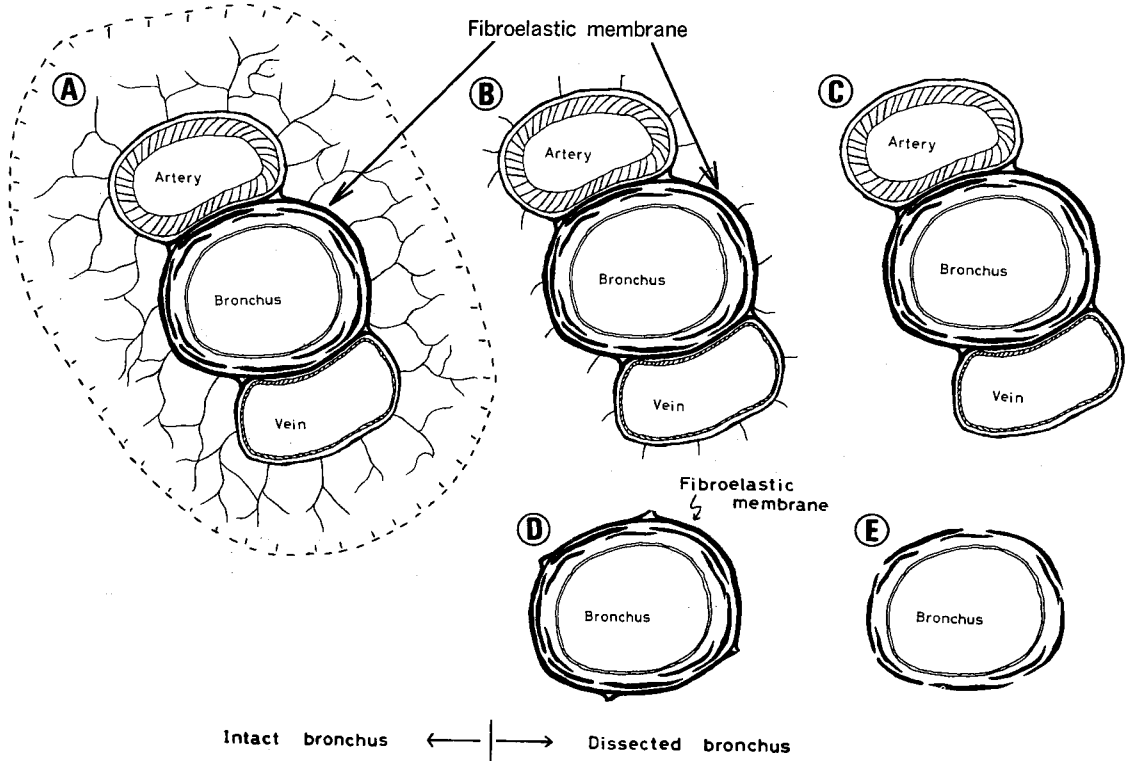 Fibroelastic membrane
A
B
C
Artery
Artery
Artery
Bronchus
Bronchus
Bronchus
Vein
Vein
Vein
Fibroelastic
membrane
D
E
Bronchus
Bronchus
Intact bronchus
Dissected bronchus